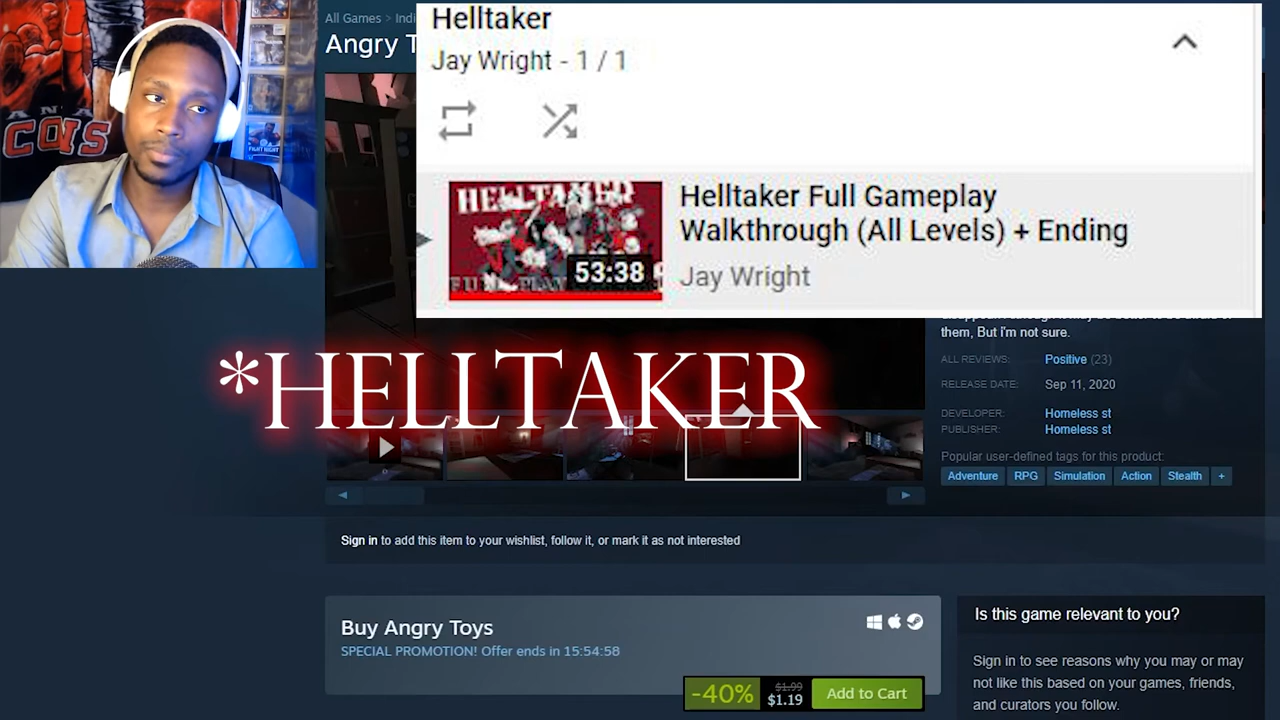 All Games > Indi
Angry T
Helltaker
Jay Wright - 1 / 1
HELLTAKER
53:38
Helltaker Full Gameplay
Walkthrough (All Levels) + Ending
Jay Wright
FIGHT NIGHT
them, But i'm not sure.
ALL REVIEWS: Positive (23)
RELEASE DATE: Sep 11, 2020
DEVELOPER: Homeless st
PUBLISHER: Homeless st
Popular user-defined tags for this product:
Adventure RPG Simulation Action Stealth +
*HELLTAKER
Sign in to add this item to your wishlist, follow it, or mark it as not interested
Buy Angry Toys
SPECIAL PROMOTION! Offer ends in 15:54:58
-40% $1.99 $1.19 Add to Cart
Is this game relevant to you?
Sign in to see reasons why you may or may
not like this based on your games, friends,
and curators you follow.